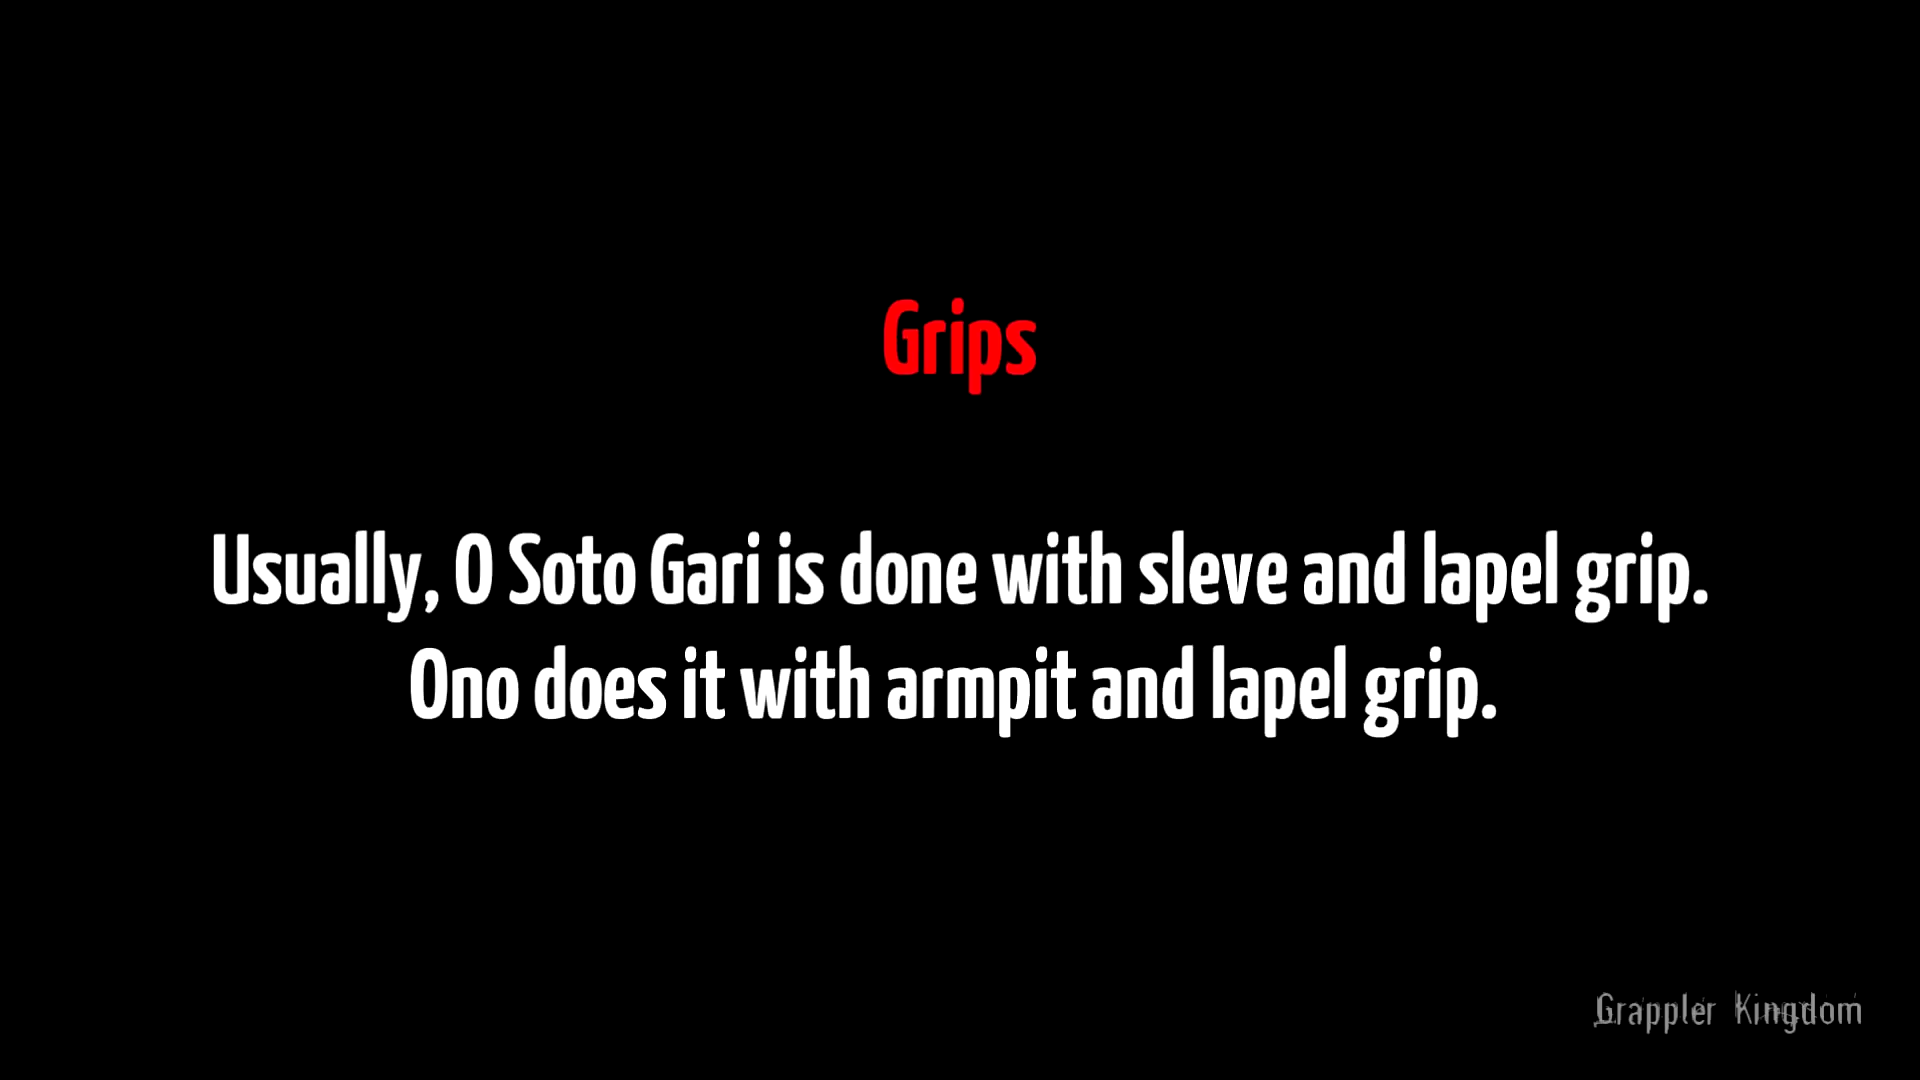 Grips
Usually, O Soto Gari is done with sleve and lapel grip.
Ono does it with armpit and lapel grip.
Grappler Kingdom